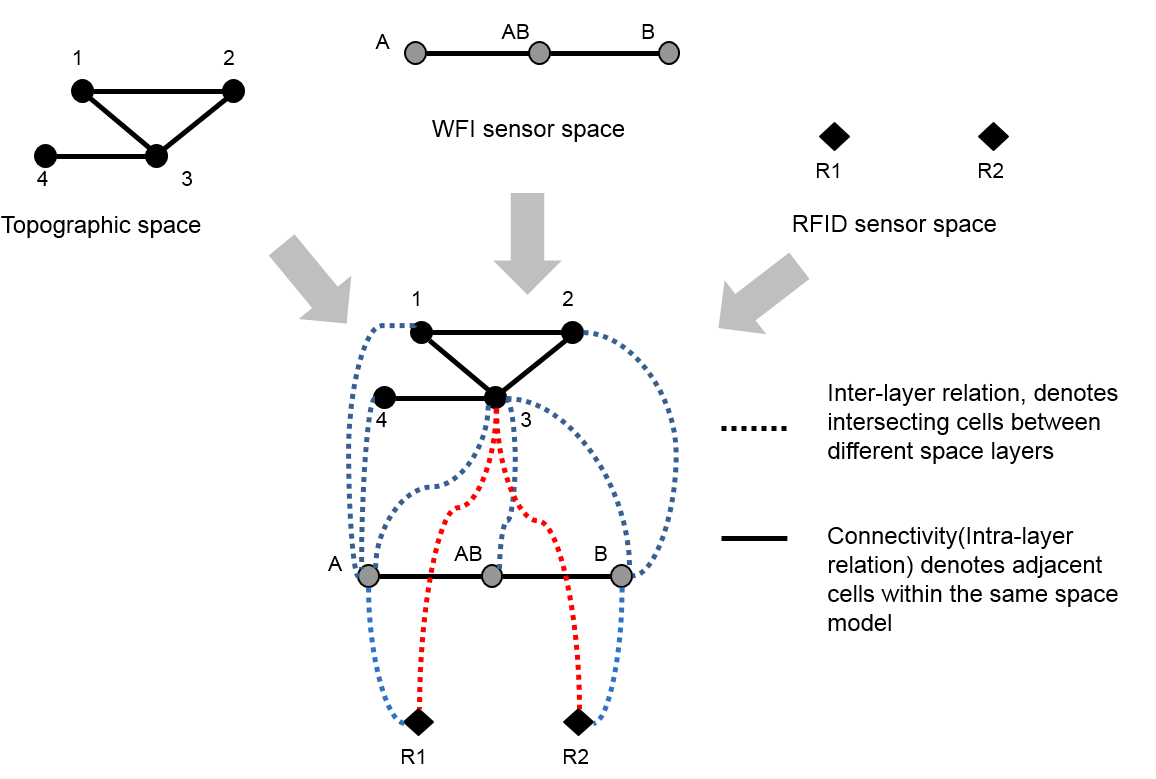 A
AB
B
1
2
4
3
WFI sensor space
R1
R2
Topographic space
RFID sensor space
1
2
4
3
Inter-layer relation, denotes
intersecting cells between
different space layers
A
AB
B
Connectivity(Intra-layer
relation) denotes adjacent
cells within the same space
model
R1
R2